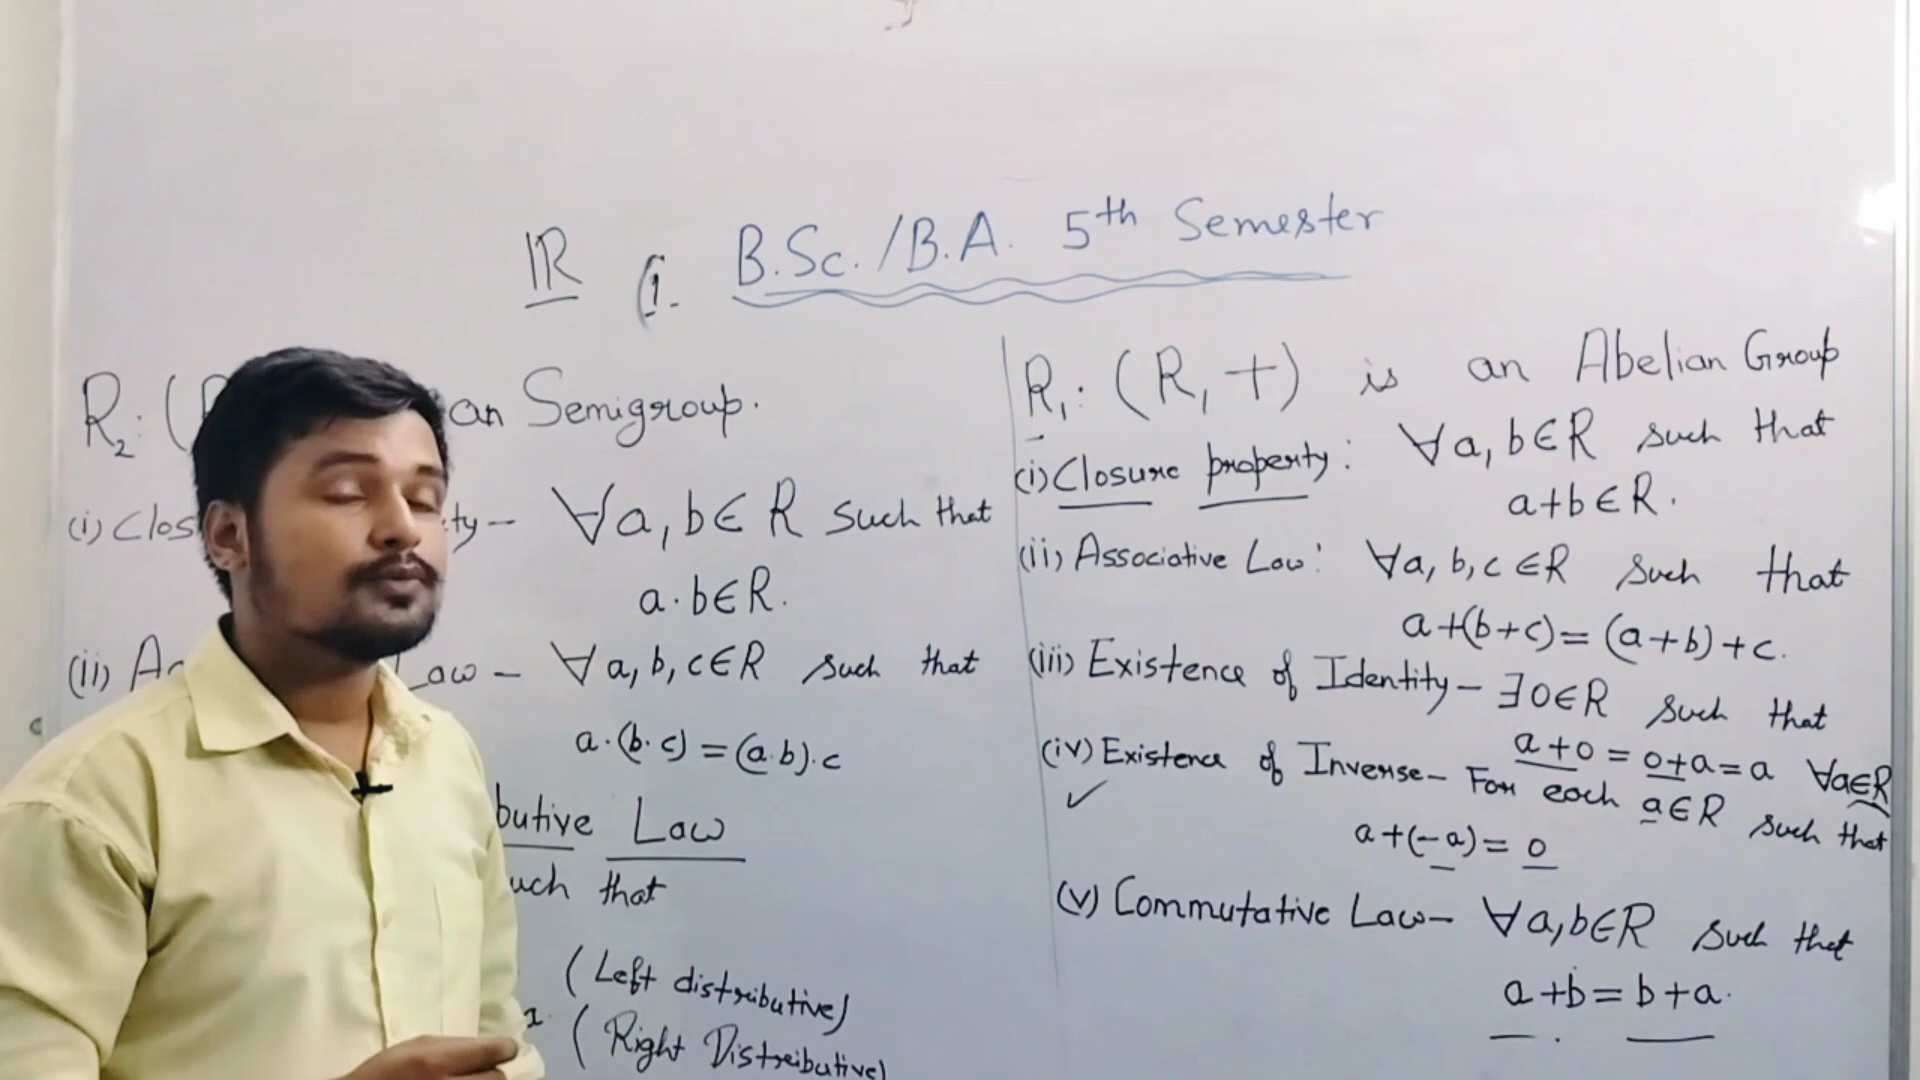 IR (1. B.Sc./B.A. 5th Semester
R₂: ( an Semigroup.
(i) Clos ty - ∀a, b∈R such that
a·b∈R.
(ii) Law - ∀ a, b, c∈R such that
a·(b·c) = (a·b)·c
butive Law
uch that
(Left distributive)
(Right Distributive)
R₁: (R, +) is an Abelian Group
(i) Closure property: ∀a, b∈R such that
a+b∈R.
(ii) Associative Law: ∀a, b, c∈R such that
a+(b+c) = (a+b)+c.
(iii) Existence of Identity - ∃0∈R such that
a+0 = 0+a = a ∀a∈R
(iv) Existence of Inverse - For each a∈R such that
a+(-a) = 0
(v) Commutative Law - ∀a, b∈R such that
a+b = b+a.